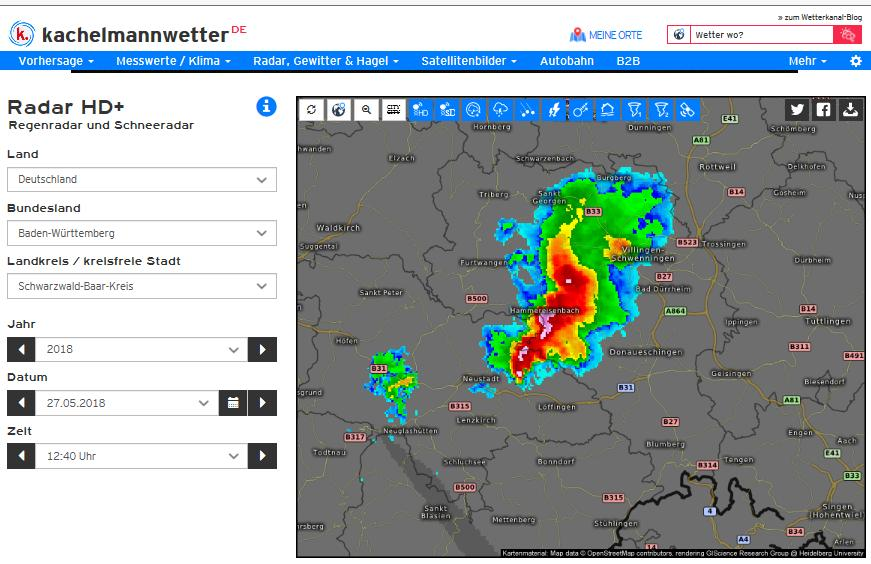 » zum Wetterkanal-Blog
k. kachelmannwetter DE
MEINE ORTE
Wetter wo?
Vorhersage
Messwerte / Klima
Radar, Gewitter & Hagel
Satellitenbilder
Autobahn
B2B
Mehr
Radar HD+
Regenradar und Schneeradar
Land
Deutschland
Bundesland
Baden-Württemberg
Landkreis / kreisfreie Stadt
Schwarzwald-Baar-Kreis
Jahr
2018
Datum
27.05.2018
Zeit
12:40 Uhr
HD
Hornberg
Dunningen
E41
Schömberg
A81
hwanden
Elzach
Schwarzenbach
Rottweil
Delkhofen
Burgberg
Triberg
Sankt
Georgen
B14
Gosheim
B33
Waldkirch
Suggental
Villingen-
Schwenningen
B523
Trossingen
Furtwangen
Dürbheim
B27
Sankt Peter
B500
Bad Dürrheim
Hammereisenbach
A864
B14
Ippingen
Tuttlingen
Höfen
B311
B491
Donaueschingen
B31
Geisingen
Neustadt
B31
Biesendorf
sgrund
B315
Löffingen
A81
Lenzkirch
B27
Neuglashütten
B317
Engen
Aach
Todtnau
Blumberg
E41
Schluchsee
Bonndorf
Tengen
B314
B33
B500
B315
Sankt
Blasien
4
Singen
(Hohentwiel)
Mettenberg
Stühlingen
B34
A4
Arlen
Kartenmaterial: Map data © OpenStreetMap contributors, rendering GIScience Research Group @ Heidelberg University